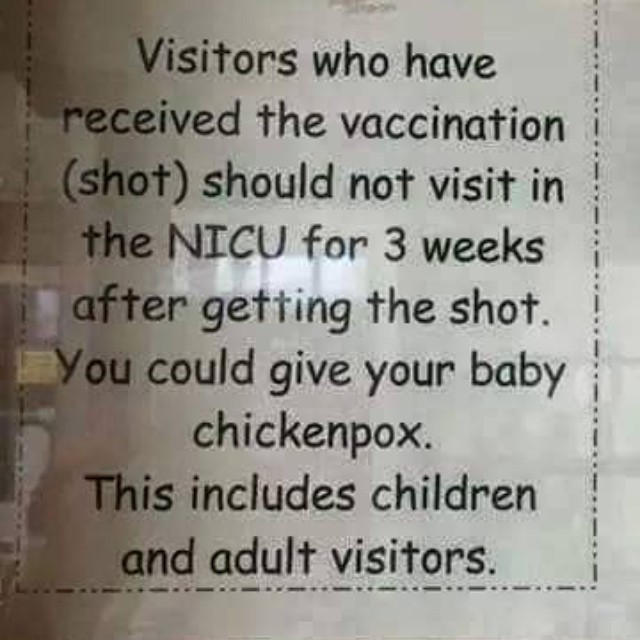 Visitors who have
received the vaccination
(shot) should not visit in
the NICU for 3 weeks
after getting the shot.
You could give your baby
chickenpox.
This includes children
and adult visitors.